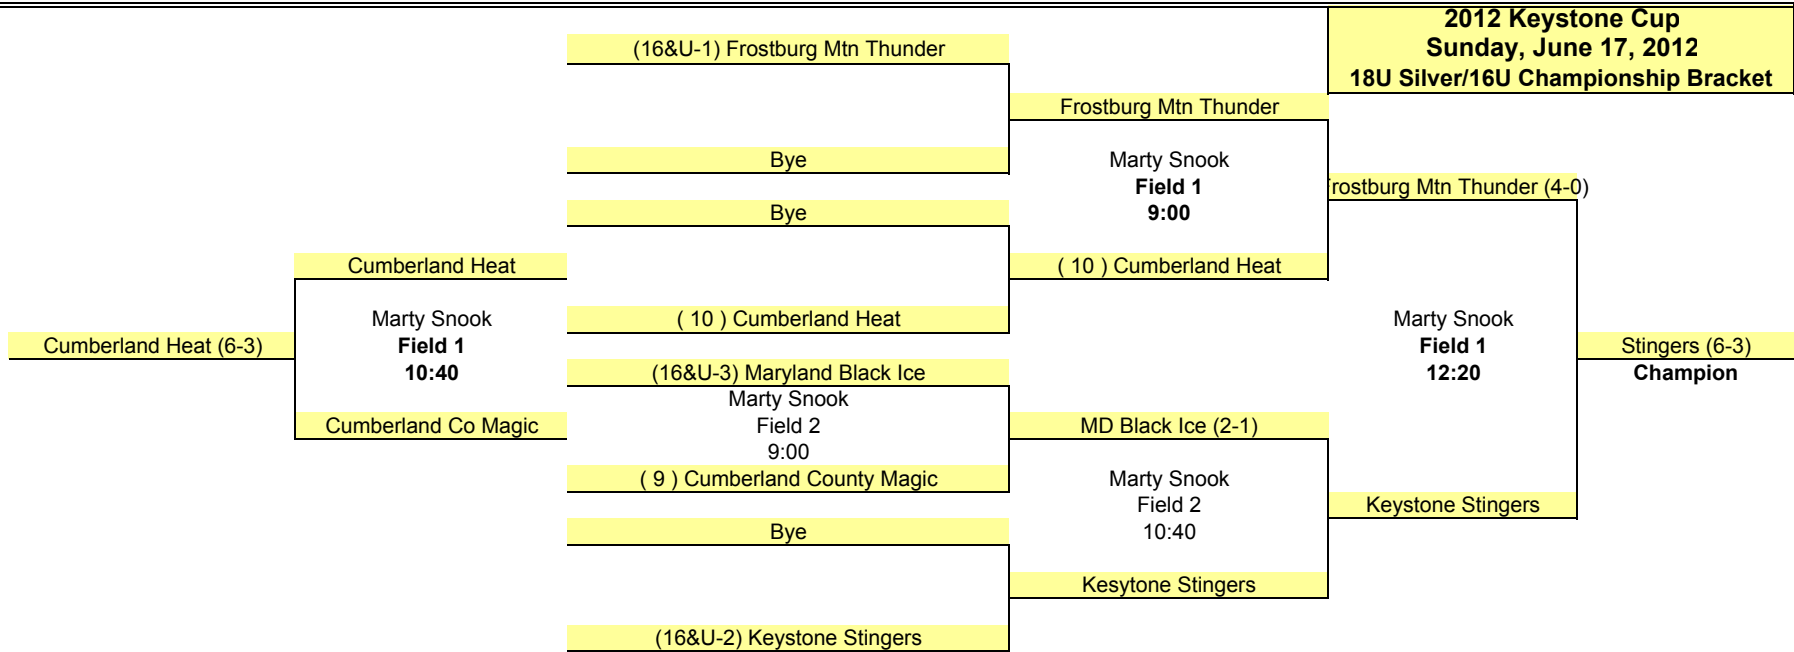 2012 Keystone Cup
Sunday, June 17, 2012
18U Silver/16U Championship Bracket
(16&U-1) Frostburg Mtn Thunder
Frostburg Mtn Thunder
Bye
Marty Snook
Field 1
9:00
rostburg Mtn Thunder (4-0)
Bye
Cumberland Heat
( 10 ) Cumberland Heat
Marty Snook
Field 1
10:40
( 10 ) Cumberland Heat
Marty Snook
Field 1
12:20
Cumberland Heat (6-3)
Stingers (6-3)
Champion
(16&U-3) Maryland Black Ice
Marty Snook
Field 2
9:00
Cumberland Co Magic
MD Black Ice (2-1)
( 9 ) Cumberland County Magic
Marty Snook
Field 2
10:40
Keystone Stingers
Bye
Kesytone Stingers
(16&U-2) Keystone Stingers